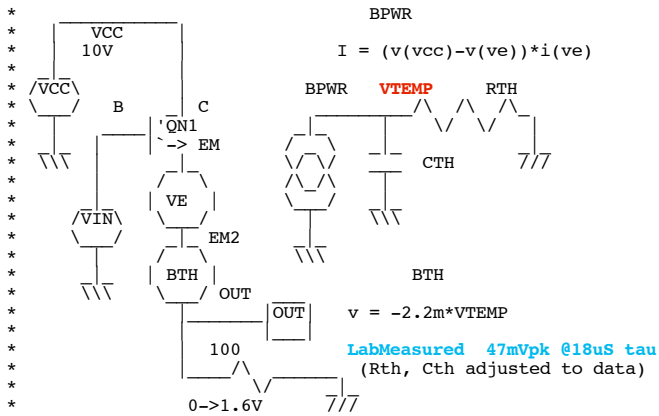 BPWR
VCC
10V
I = (v(vcc)-v(ve))*i(ve)
VCC
BPWR VTEMP RTH
B C
'QN1
`-> EM
CTH
VE
VIN
EM2
BTH
BTH
OUT
OUT
v = -2.2m*VTEMP
100
LabMeasured 47mVpk @18uS tau
(Rth, Cth adjusted to data)
0->1.6V